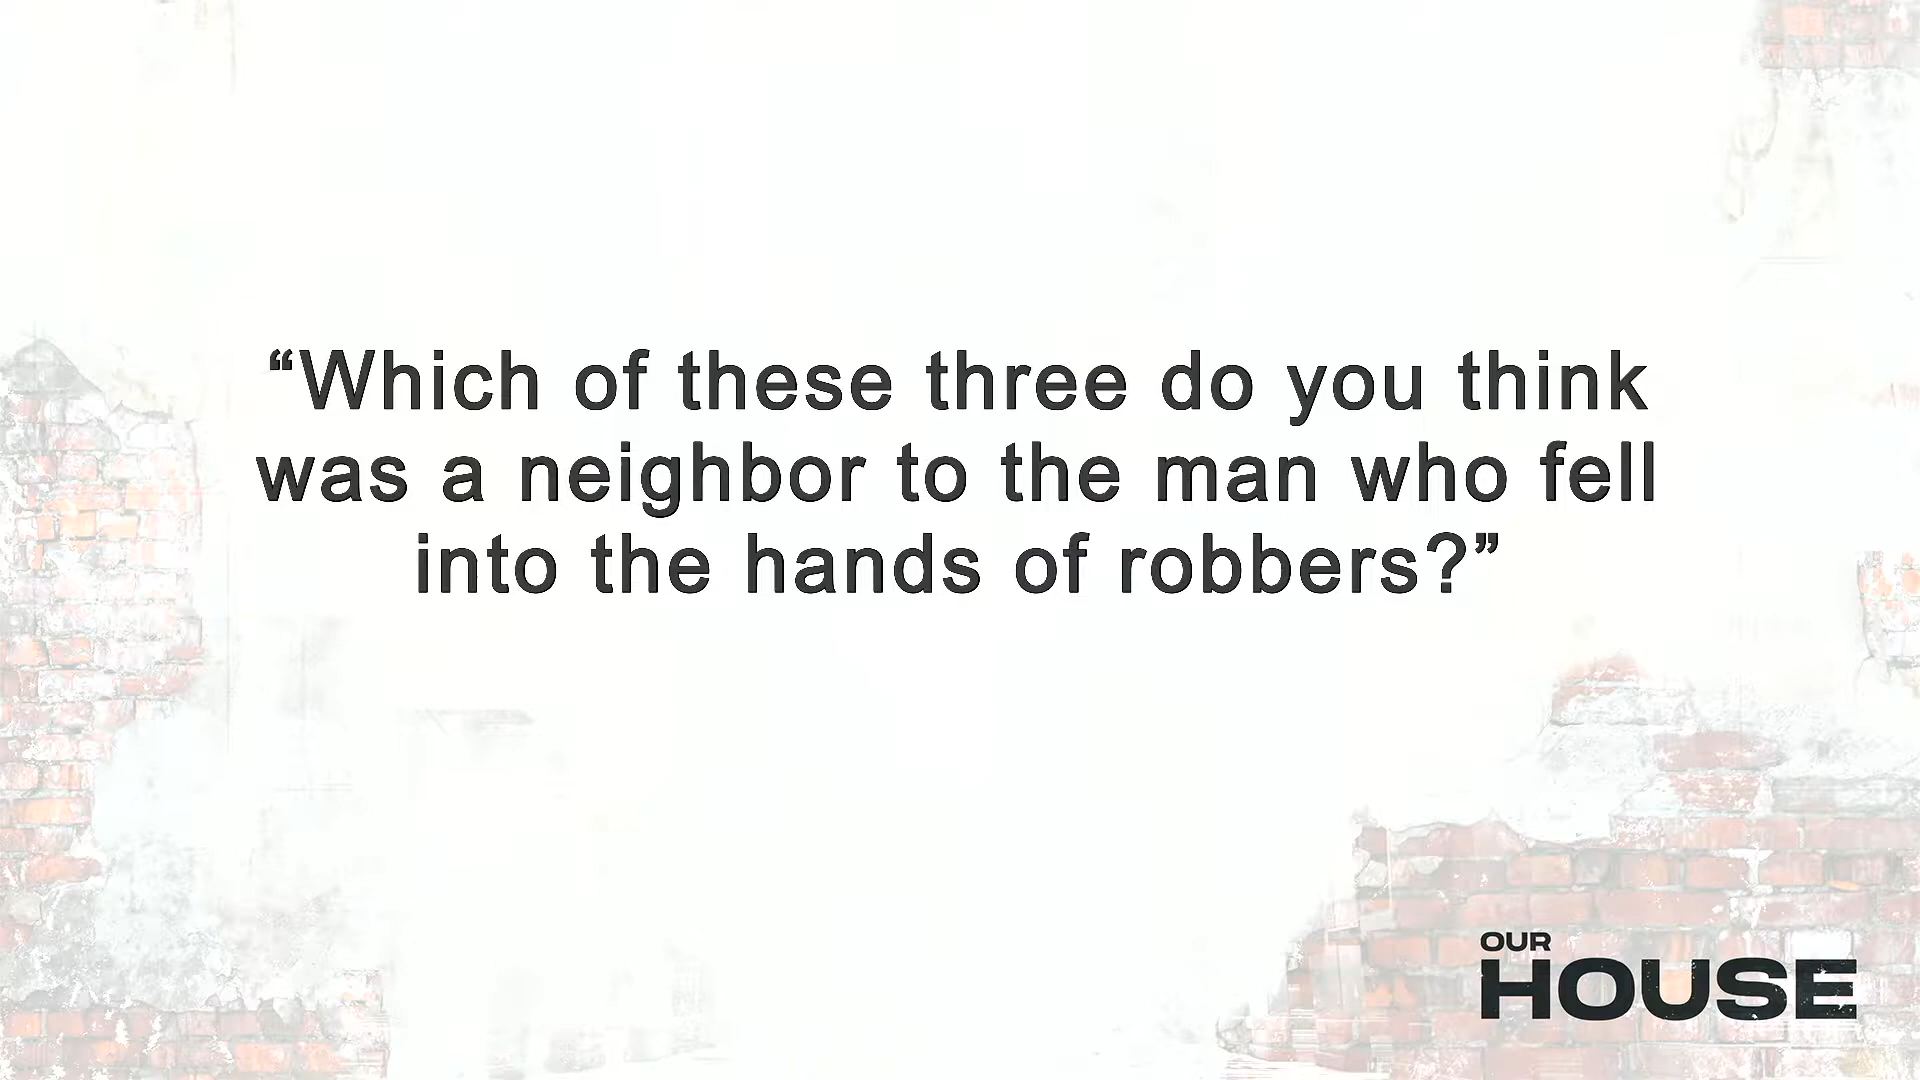 “Which of these three do you think
was a neighbor to the man who fell
into the hands of robbers?”
OUR
HOUSE